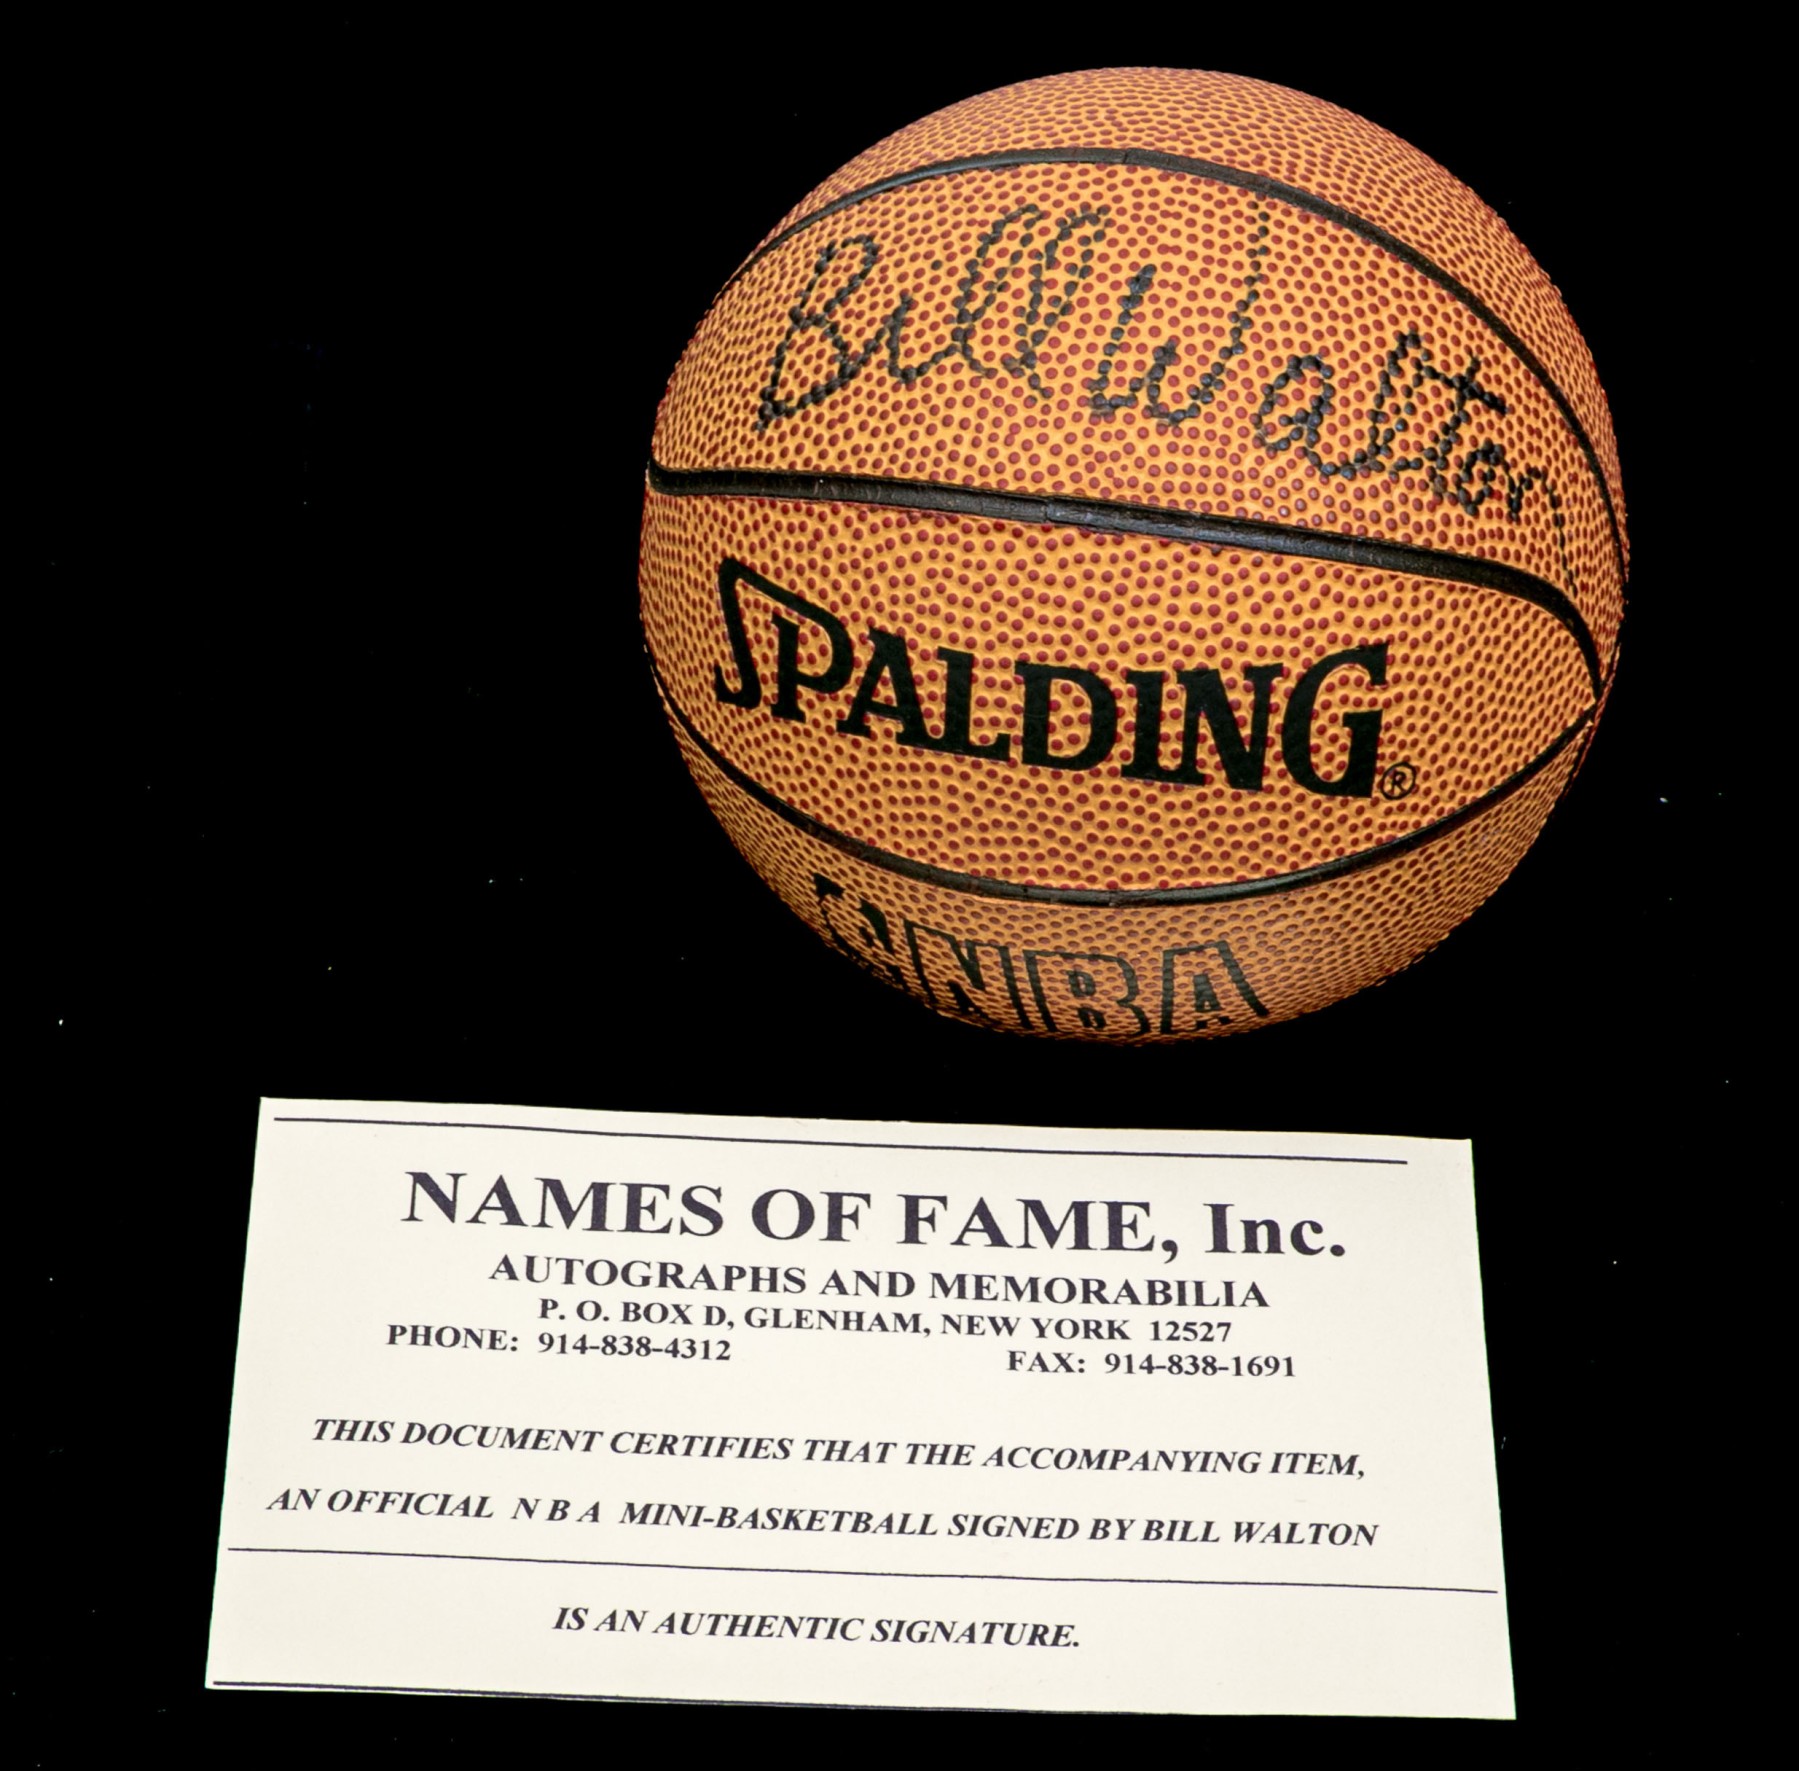 Bill Walton
SPALDING®
NBA
NAMES OF FAME, Inc.
AUTOGRAPHS AND MEMORABILIA
P. O. BOX D, GLENHAM, NEW YORK 12527
PHONE: 914-838-4312 FAX: 914-838-1691
THIS DOCUMENT CERTIFIES THAT THE ACCOMPANYING ITEM,
AN OFFICIAL N B A MINI-BASKETBALL SIGNED BY BILL WALTON
IS AN AUTHENTIC SIGNATURE.